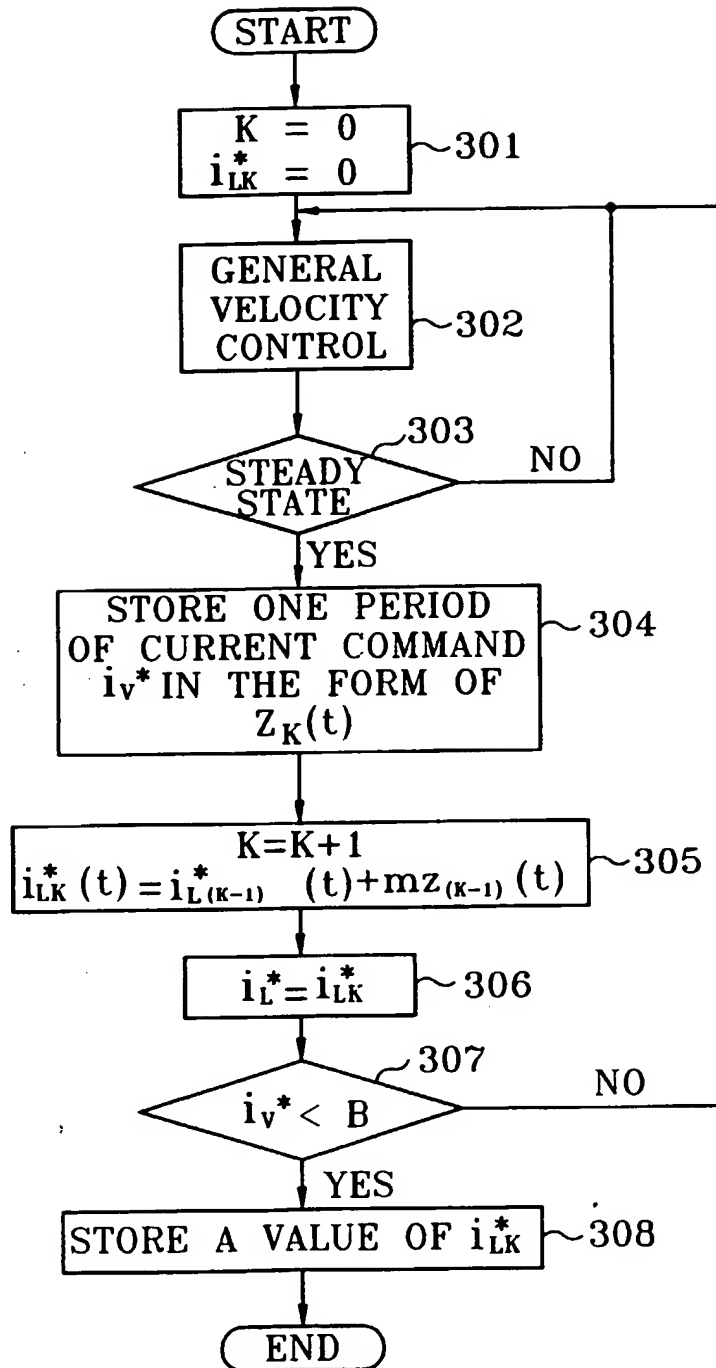 START
K = 0
i*LK = 0
301
GENERAL
VELOCITY
CONTROL
302
303
STEADY
STATE
NO
YES
STORE ONE PERIOD
OF CURRENT COMMAND
iv* IN THE FORM OF
ZK(t)
304
K=K+1
i*LK(t)=i*L(K-1) (t)+mz(K-1)(t)
305
iL*=i*LK
306
307
iv*< B
NO
YES
STORE A VALUE OF i*LK
308
END